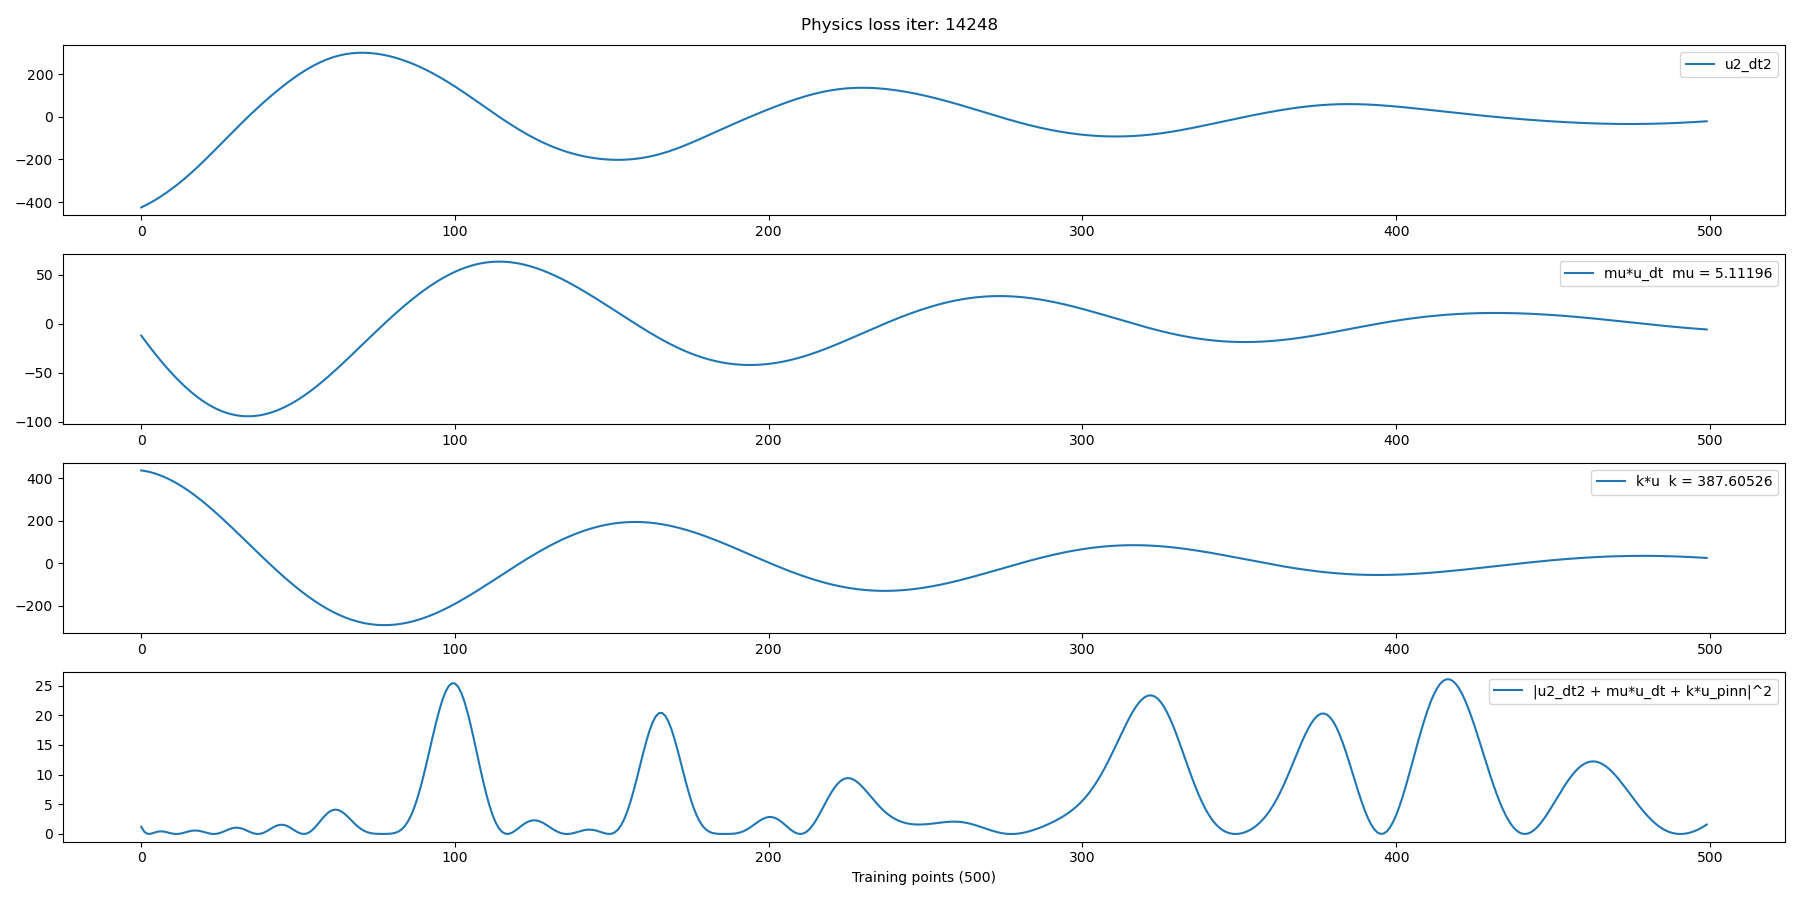 Physics loss iter: 14248
200
0
−200
−400
u2_dt2
0 100 200 300 400 500
50
0
−50
−100
mu*u_dt  mu = 5.11196
0 100 200 300 400 500
400
200
0
−200
k*u  k = 387.60526
0 100 200 300 400 500
25
20
15
10
5
0
|u2_dt2 + mu*u_dt + k*u_pinn|^2
0 100 200 300 400 500
Training points (500)